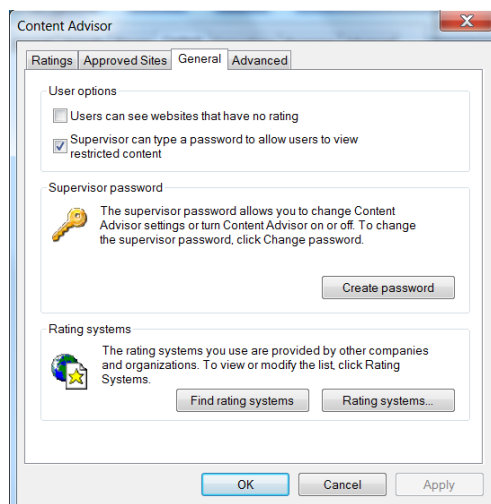 Content Advisor
Ratings Approved Sites General Advanced
User options
Users can see websites that have no rating
Supervisor can type a password to allow users to view
restricted content
Supervisor password
The supervisor password allows you to change Content
Advisor settings or turn Content Advisor on or off. To change
the supervisor password, click Change password.
Create password
Rating systems
The rating systems you use are provided by other companies
and organizations. To view or modify the list, click Rating
Systems.
Find rating systems Rating systems...
OK Cancel Apply